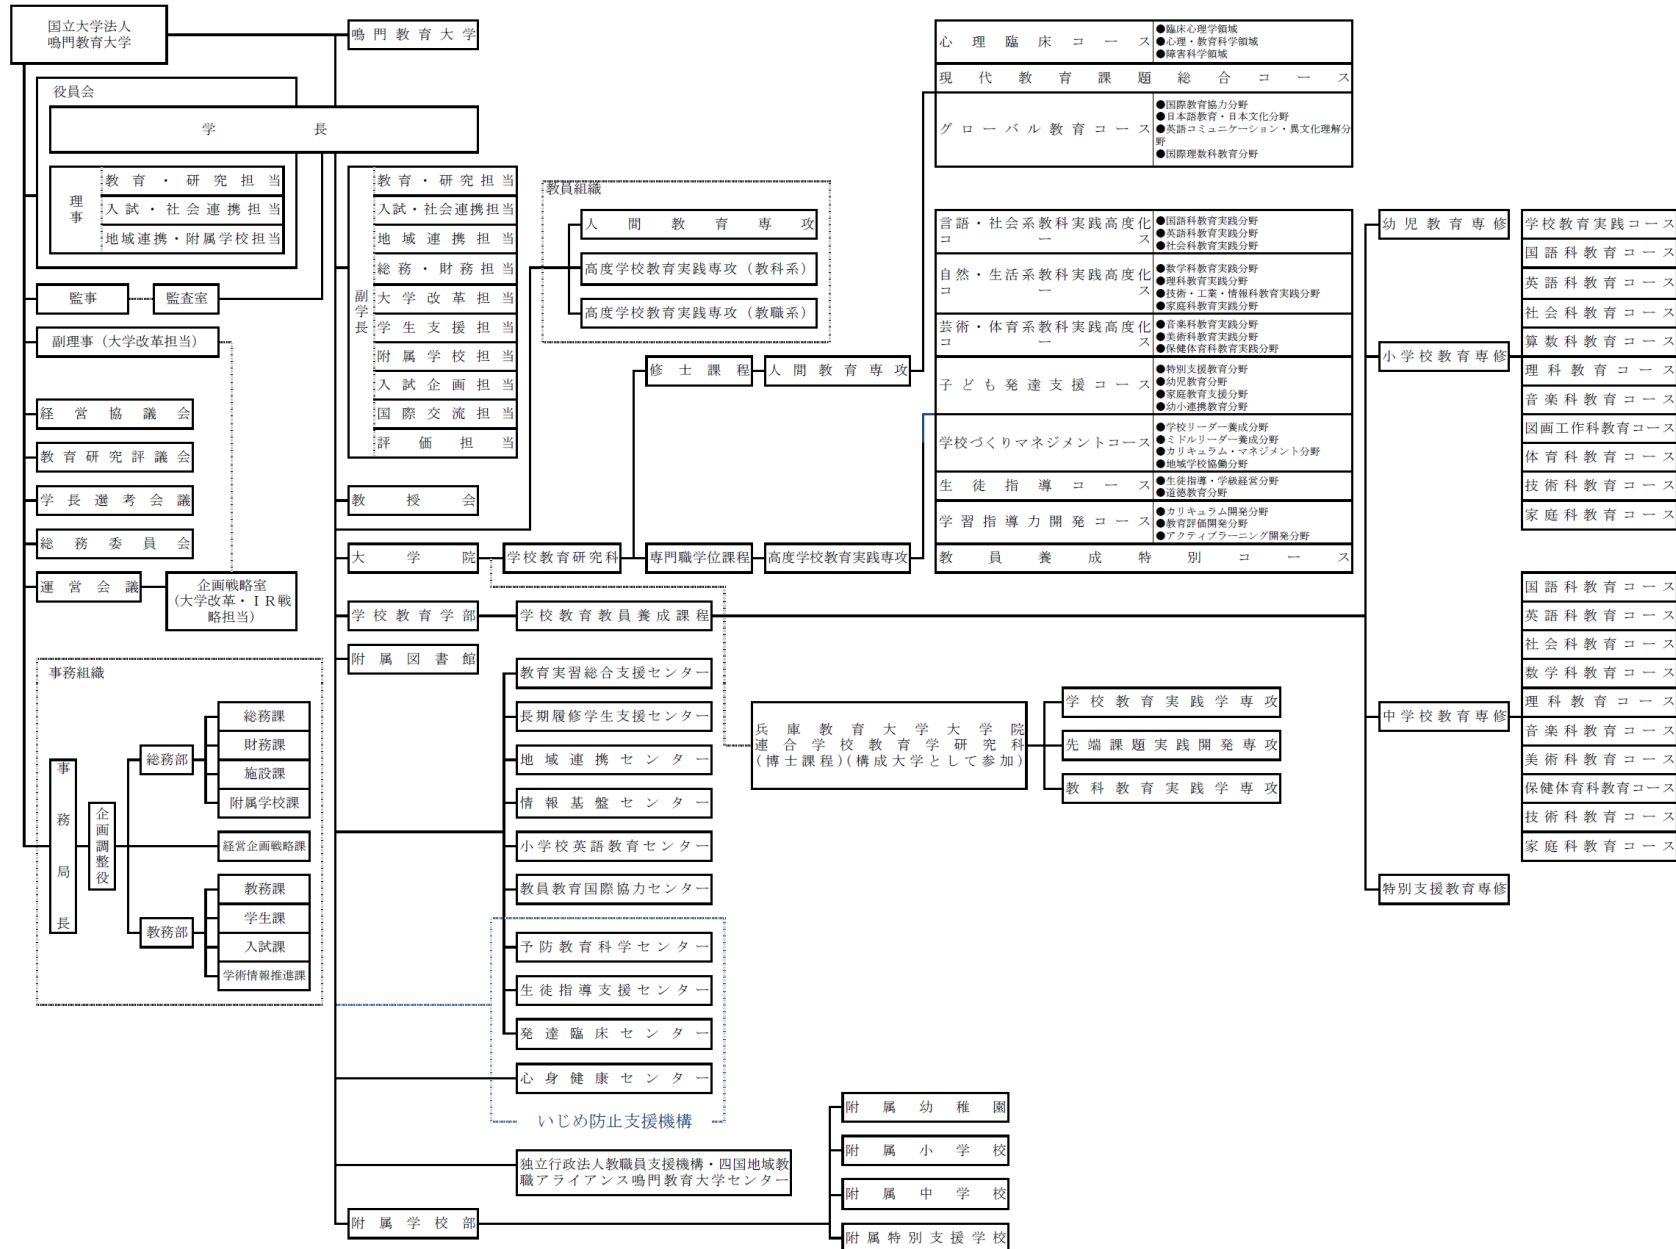 国立大学法人
鳴門教育大学
鳴門教育大学
役員会
学長
理事
教育・研究担当
入試・社会連携担当
地域連携・附属学校担当
監事
監査室
副理事（大学改革担当）
経営協議会
教育研究評議会
学長選考会議
総務委員会
運営会議
企画戦略室
（大学改革・ＩＲ戦
略担当）
事務組織
事務局長
企画調整役
総務部
総務課
財務課
施設課
附属学校課
経営企画戦略課
教務部
教務課
学生課
入試課
学術情報推進課
副学長
教育・研究担当
入試・社会連携担当
地域連携担当
総務・財務担当
大学改革担当
学生支援担当
附属学校担当
入試企画担当
国際交流担当
評価担当
教授会
教員組織
人間教育専攻
高度学校教育実践専攻（教科系）
高度学校教育実践専攻（教職系）
大学院
学校教育研究科
修士課程
人間教育専攻
専門職学位課程
高度学校教育実践専攻
心理臨床コース
●臨床心理学領域
●心理・教育科学領域
●障害科学領域
現代教育課題総合コース
グローバル教育コース
●国際教育協力分野
●日本語教育・日本文化分野
●英語コミュニケーション・異文化理解分
野
●国際理数科教育分野
言語・社会系教科実践高度化
コース
●国語科教育実践分野
●英語科教育実践分野
●社会科教育実践分野
自然・生活系教科実践高度化
コース
●数学科教育実践分野
●理科教育実践分野
●技術・工業・情報科教育実践分野
●家庭科教育実践分野
芸術・体育系教科実践高度化
コース
●音楽科教育実践分野
●美術科教育実践分野
●保健体育科教育実践分野
子ども発達支援コース
●特別支援教育分野
●幼児教育分野
●家庭教育支援分野
●幼小連携教育分野
学校づくりマネジメントコース
●学校リーダー養成分野
●ミドルリーダー養成分野
●カリキュラム・マネジメント分野
●地域学校協働分野
生徒指導コース
●生徒指導・学級経営分野
●道徳教育分野
学習指導力開発コース
●カリキュラム開発分野
●教育評価開発分野
●アクティブラーニング開発分野
教員養成特別コース
学校教育学部
学校教育教員養成課程
幼児教育専修
小学校教育専修
学校教育実践コース
国語科教育コース
英語科教育コース
社会科教育コース
算数科教育コース
理科教育コース
音楽科教育コース
図画工作科教育コース
体育科教育コース
技術科教育コース
家庭科教育コース
中学校教育専修
国語科教育コース
英語科教育コース
社会科教育コース
数学科教育コース
理科教育コース
音楽科教育コース
美術科教育コース
保健体育科教育コース
技術科教育コース
家庭科教育コース
特別支援教育専修
附属図書館
教育実習総合支援センター
長期履修学生支援センター
地域連携センター
情報基盤センター
小学校英語教育センター
教員教育国際協力センター
予防教育科学センター
生徒指導支援センター
発達臨床センター
心身健康センター
いじめ防止支援機構
兵庫教育大学大学院
連合学校教育学研究科
（博士課程）（構成大学として参加）
学校教育実践学専攻
先端課題実践開発専攻
教科教育実践学専攻
独立行政法人教職員支援機構・四国地域教
職アライアンス鳴門教育大学センター
附属学校部
附属幼稚園
附属小学校
附属中学校
附属特別支援学校